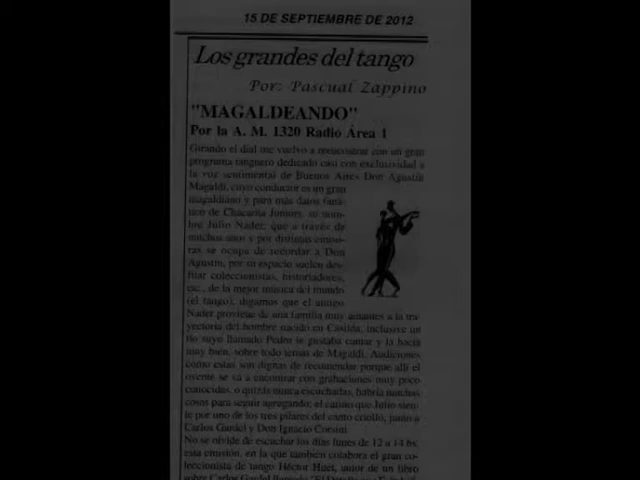 15 DE SEPTIEMBRE DE 2012
Los grandes del tango
Por: Pascual Zappino
"MAGALDEANDO"
Por la A. M. 1320 Radio Área 1
Girando el dial me vuelvo a reencontrar con un gran
programa tanguero dedicado casi con exclusividad a
la voz sentimental de Buenos Aires Don Agustín
Magaldi, cuyo conductor es un gran
magaldiano y para más datos faná-
tico de Chacarita Juniors, su nom-
bre Julio Nader; que a través de
muchos años y por distintas emiso-
ras se ocupa de recordar a Don
Agustín, por su espacio suelen des-
filar coleccionistas, historiadores,
etc., de la mejor música del mundo
(el tango), digamos que el amigo
Nader proviene de una familia muy amantes a la tra-
yectoria del hombre nacido en Casilda, inclusive un
tío suyo llamado Pedro le gustaba cantar y la hacía
muy bien, sobre todo temas de Magaldi. Audiciones
como estas son dignas de recomendar porque allí el
oyente se va a encontrar con grabaciones muy poco
conocidas, o quizás nunca escuchadas, habría muchas
cosas para seguir agregando, el cariño que Julio sien-
te por uno de los tres pilares del canto criollo, junto a
Carlos Gardel y Don Ignacio Corsini.
No se olvide de escuchar los días lunes de 12 a 14 hs.
esta emisión, en la que también colabora el gran co-
leccionista de tango Héctor Huet, autor de un libro
sobre Carlos Gardel llamado "El